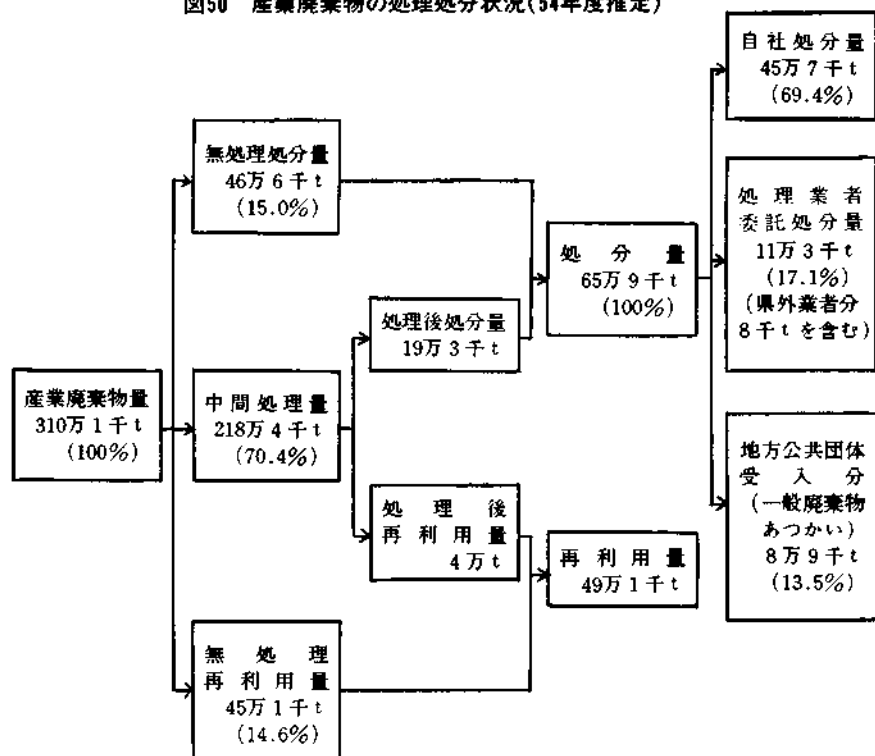 図50 産業廃棄物の処理処分状況(54年度推定)
産業廃棄物量
310万1千t
(100%)
無処理処分量
46万6千t
(15.0%)
中間処理量
218万4千t
(70.4%)
無処理
再利用量
45万1千t
(14.6%)
処理後処分量
19万3千t
処理後
再利用量
4万t
処分量
65万9千t
(100%)
再利用量
49万1千t
自社処分量
45万7千t
(69.4%)
処理業者
委託処分量
11万3千t
(17.1%)
(県外業者分
8千tを含む)
地方公共団体
受入分
(一般廃棄物
あつかい)
8万9千t
(13.5%)